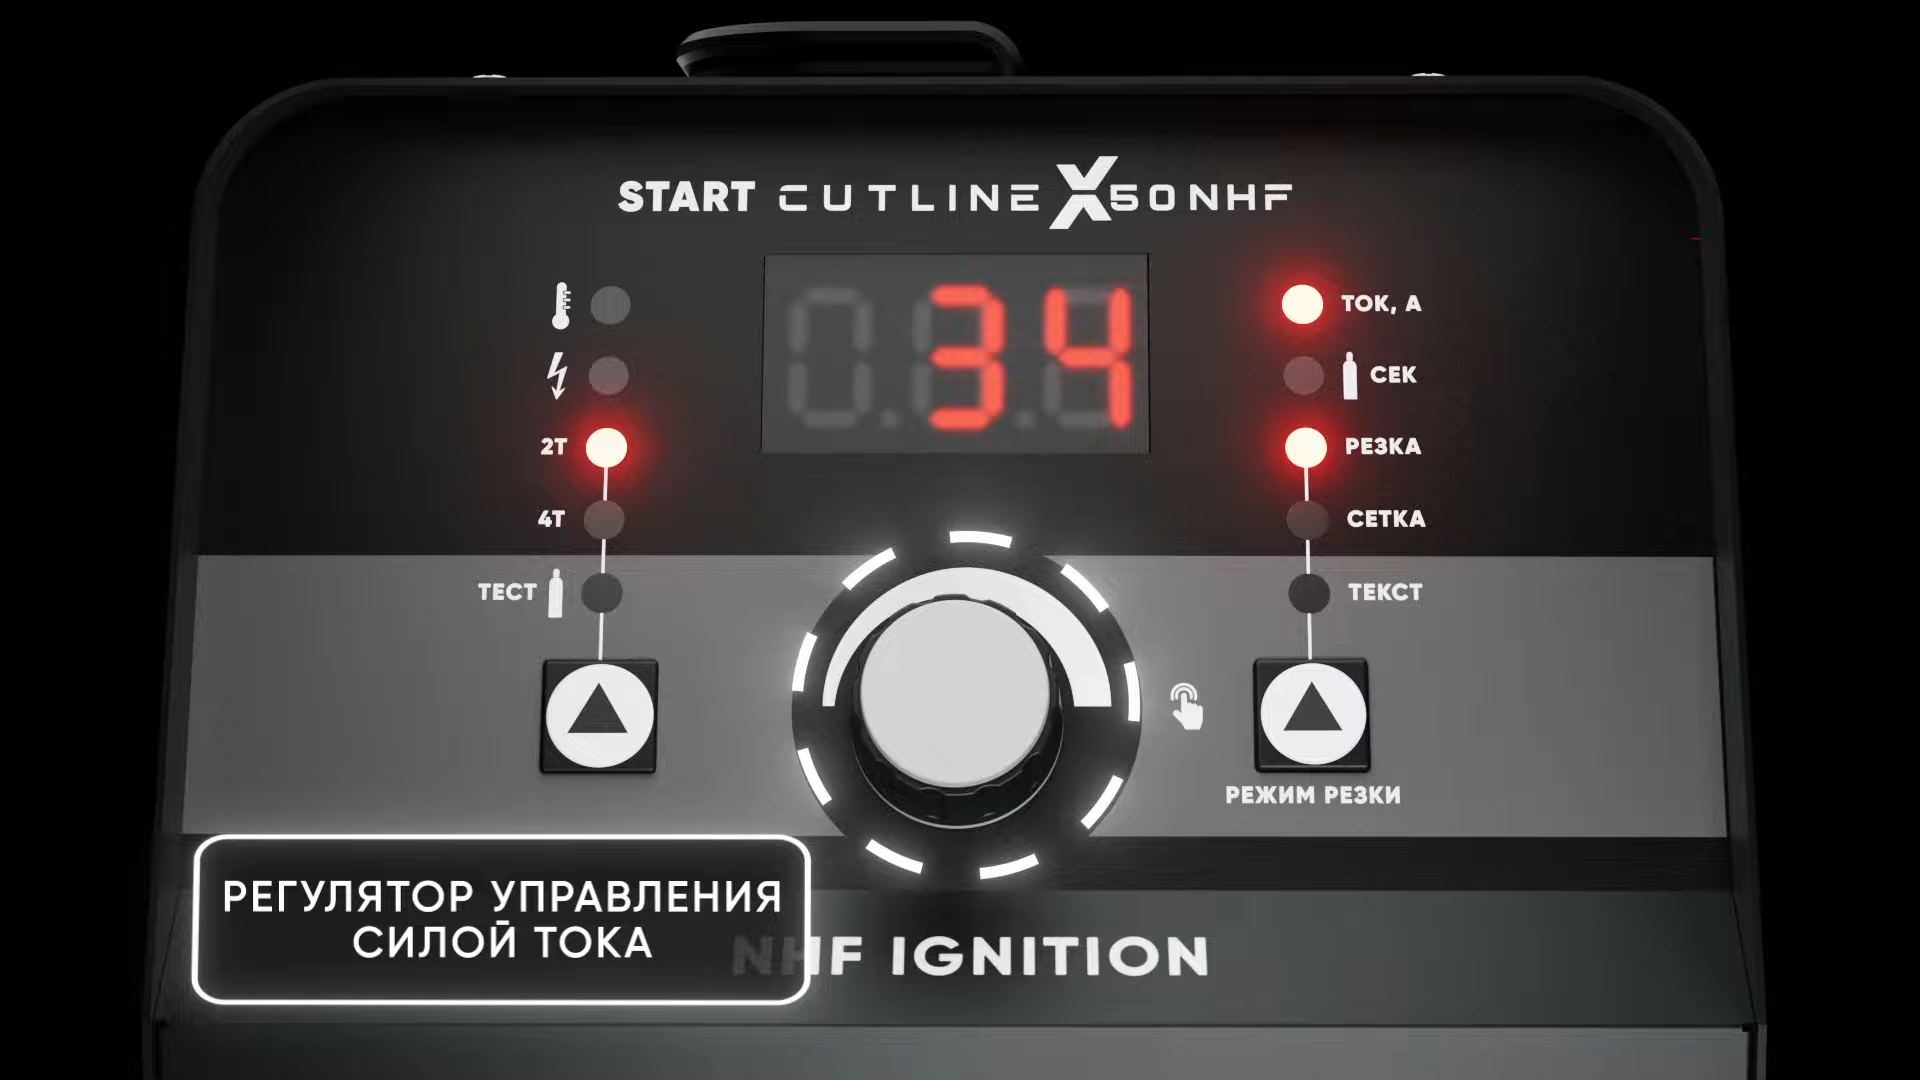 START CUTLINE X50NHF
34
ТОК, А
СЕК
2Т
РЕЗКА
4Т
СЕТКА
ТЕСТ
ТЕКСТ
РЕЖИМ РЕЗКИ
РЕГУЛЯТОР УПРАВЛЕНИЯ
СИЛОЙ ТОКА
NHF IGNITION